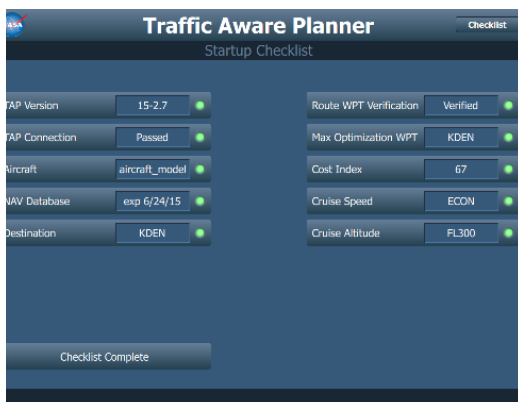 NASA
Traffic Aware Planner
Checklist
Startup Checklist
TAP Version 15-2.7
TAP Connection Passed
Aircraft aircraft_model
NAV Database exp 6/24/15
Destination KDEN
Route WPT Verification Verified
Max Optimization WPT KDEN
Cost Index 67
Cruise Speed ECON
Cruise Altitude FL300
Checklist Complete